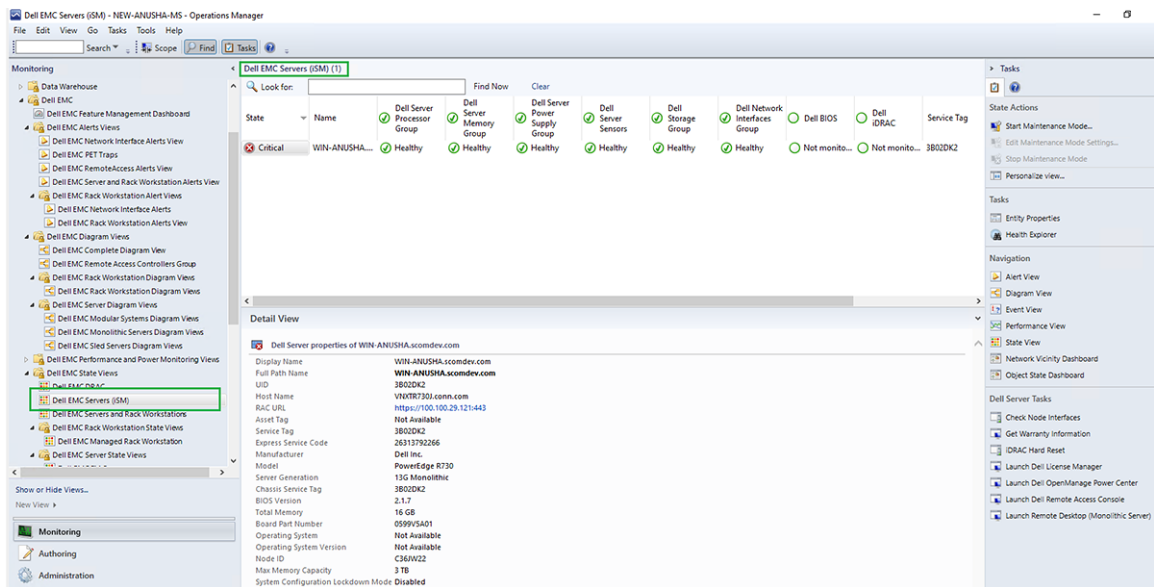 Dell EMC Servers (iSM) - NEW-ANUSHA-MS - Operations Manager
File Edit View Go Tasks Tools Help
Search Scope Find Tasks
Monitoring
Data Warehouse
Dell EMC
Dell EMC Feature Management Dashboard
Dell EMC Alerts Views
Dell EMC Network Interface Alerts View
Dell EMC PET Traps
Dell EMC RemoteAccess Alerts View
Dell EMC Server and Rack Workstation Alerts View
Dell EMC Rack Workstation Alert Views
Dell EMC Network Interface Alerts
Dell EMC Rack Workstation Alerts View
Dell EMC Diagram Views
Dell EMC Complete Diagram View
Dell EMC Remote Access Controllers Group
Dell EMC Rack Workstation Diagram Views
Dell EMC Rack Workstation Diagram Views
Dell EMC Server Diagram Views
Dell EMC Modular Systems Diagram Views
Dell EMC Monolithic Servers Diagram Views
Dell EMC Sled Servers Diagram Views
Dell EMC Performance and Power Monitoring Views
Dell EMC State Views
Dell EMC DRAC
Dell EMC Servers (iSM)
Dell EMC Servers and Rack Workstations
Dell EMC Rack Workstation State Views
Dell EMC Managed Rack Workstation
Dell EMC Server State Views
Show or Hide Views...
New View
Monitoring
Authoring
Administration
Dell EMC Servers (iSM) (1)
Look for: Find Now Clear
State Name Dell Server Processor Group Dell Server Memory Group Dell Server Power Supply Group Dell Server Sensors Dell Storage Group Dell Network Interfaces Group Dell BIOS Dell iDRAC Service Tag
Critical WIN-ANUSHA.... Healthy Healthy Healthy Healthy Healthy Healthy Not monito... Not monito... 3B02DK2
Detail View
Dell Server properties of WIN-ANUSHA.scomdev.com
Display Name WIN-ANUSHA.scomdev.com
Full Path Name WIN-ANUSHA.scomdev.com
UID 3B02DK2
Host Name VNXTR730J.conn.com
RAC URL https://100.100.29.121:443
Asset Tag Not Available
Service Tag 3B02DK2
Express Service Code 26313792266
Manufacturer Dell Inc.
Model PowerEdge R730
Server Generation 13G Monolithic
Chassis Service Tag 3B02DK2
BIOS Version 2.1.7
Total Memory 16 GB
Board Part Number 0599V5A01
Operating System Not Available
Operating System Version Not Available
Node ID C36JW22
Max Memory Capacity 3 TB
System Configuration Lockdown Mode Disabled
Tasks
State Actions
Start Maintenance Mode...
Edit Maintenance Mode Settings...
Stop Maintenance Mode
Personalize view...
Tasks
Entity Properties
Health Explorer
Navigation
Alert View
Diagram View
Event View
Performance View
State View
Network Vicinity Dashboard
Object State Dashboard
Dell Server Tasks
Check Node Interfaces
Get Warranty Information
iDRAC Hard Reset
Launch Dell License Manager
Launch Dell OpenManage Power Center
Launch Dell Remote Access Console
Launch Remote Desktop (Monolithic Server)